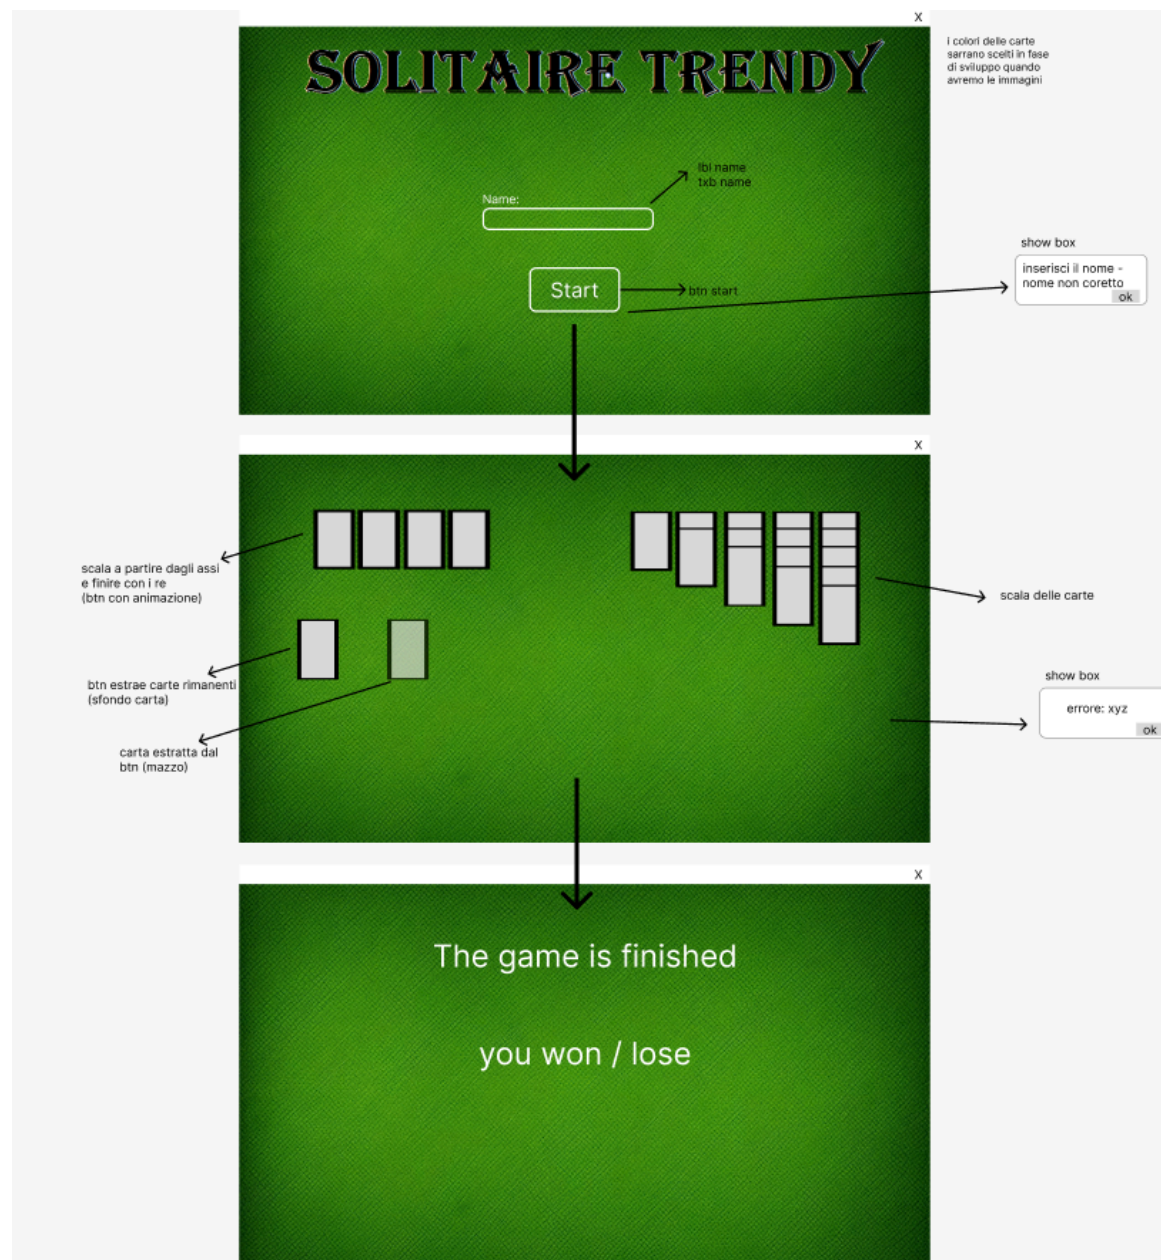 X
SOLITAIRE TRENDY
i colori delle carte
sarrano scelti in fase
di sviluppo quando
avremo le immagini
lbl name
txb name
Name:
show box
inserisci il nome -
nome non coretto
ok
Start
btn start
X
scala a partire dagli assi
e finire con i re
(btn con animazione)
scala delle carte
btn estrae carte rimanenti
(sfondo carta)
show box
errore: xyz
ok
carta estratta dal
btn (mazzo)
X
The game is finished
you won / lose